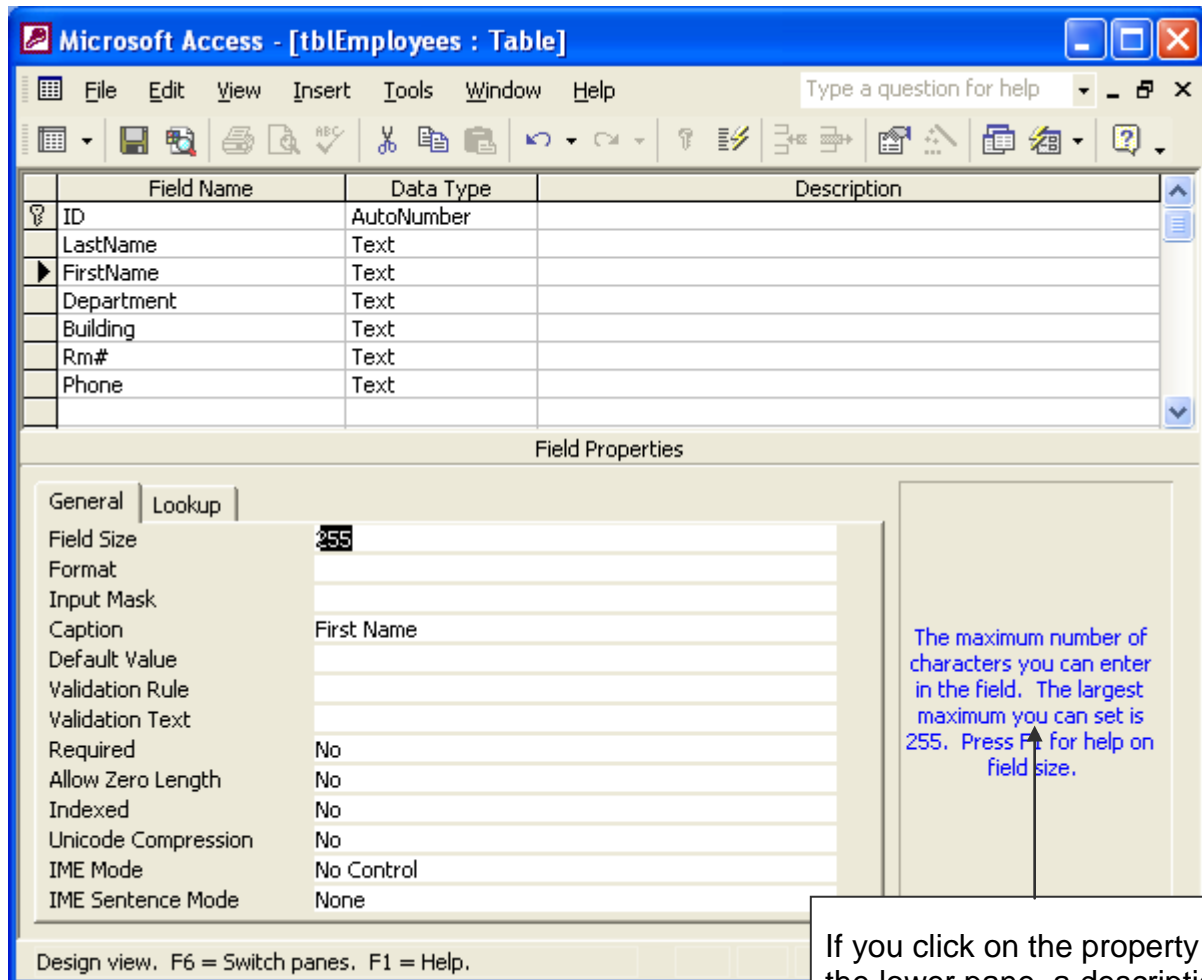 Microsoft Access - [tblEmployees : Table]
File Edit View Insert Tools Window Help Type a question for help
ABC
Field Name Data Type Description
ID AutoNumber
LastName Text
FirstName Text
Department Text
Building Text
Rm# Text
Phone Text
Field Properties
General Lookup
Field Size 255
Format
Input Mask
Caption First Name
Default Value
Validation Rule
Validation Text
Required No
Allow Zero Length No
Indexed No
Unicode Compression No
IME Mode No Control
IME Sentence Mode None
The maximum number of
characters you can enter
in the field. The largest
maximum you can set is
255. Press F1 for help on
field size.
If you click on the property
the lower pane, a descripti
Design view. F6 = Switch panes. F1 = Help.